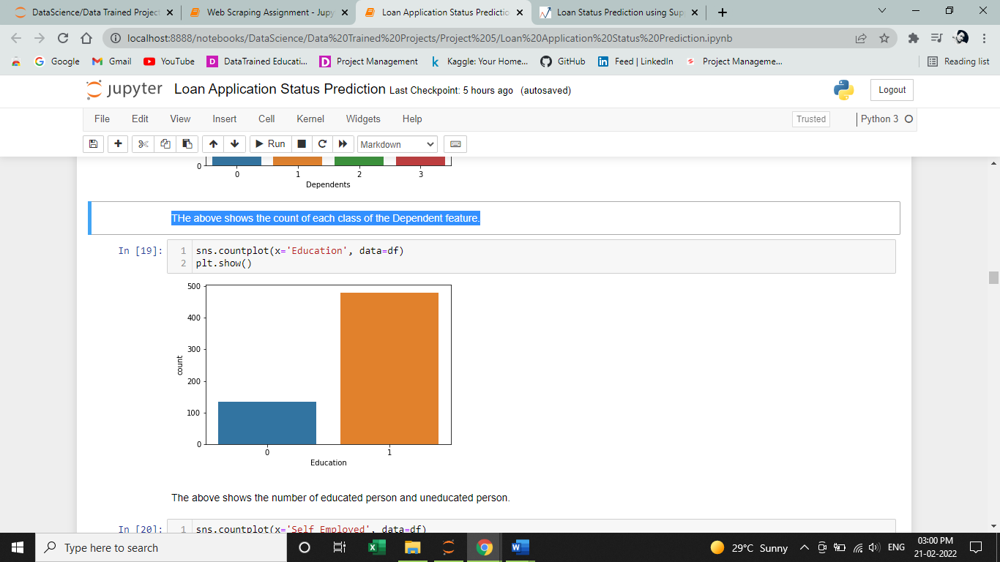 DataScience/Data Trained Project
Web Scraping Assignment - Jupy
Loan Application Status Predictio
Loan Status Prediction using Sup
localhost:8888/notebooks/DataScience/Data%20Trained%20Projects/Project%205/Loan%20Application%20Status%20Prediction.ipynb
Google
Gmail
YouTube
DataTrained Educati...
Project Management
Kaggle: Your Home...
GitHub
Feed | LinkedIn
Project Manageme...
Reading list
jupyter Loan Application Status Prediction Last Checkpoint: 5 hours ago (autosaved)
Logout
File Edit View Insert Cell Kernel Widgets Help
Trusted
Python 3
Run
Markdown
0
0 1 2 3
Dependents
THe above shows the count of each class of the Dependent feature.
In [19]:
1 sns.countplot(x='Education', data=df)
2 plt.show()
500
400
300
200
100
0
count
0 1
Education
The above shows the number of educated person and uneducated person.
In [20]:
1 sns.countplot(x='Self_Employed', data=df)
Type here to search
29°C Sunny
ENG
03:00 PM
21-02-2022